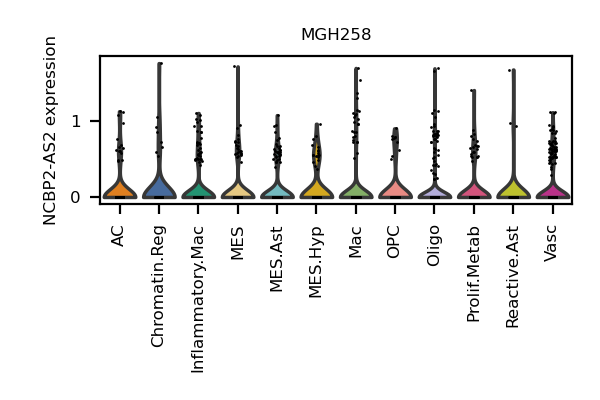 MGH258
NCBP2-AS2 expression
1
0
AC
Chromatin.Reg
Inflammatory.Mac
MES
MES.Ast
MES.Hyp
Mac
OPC
Oligo
Prolif.Metab
Reactive.Ast
Vasc